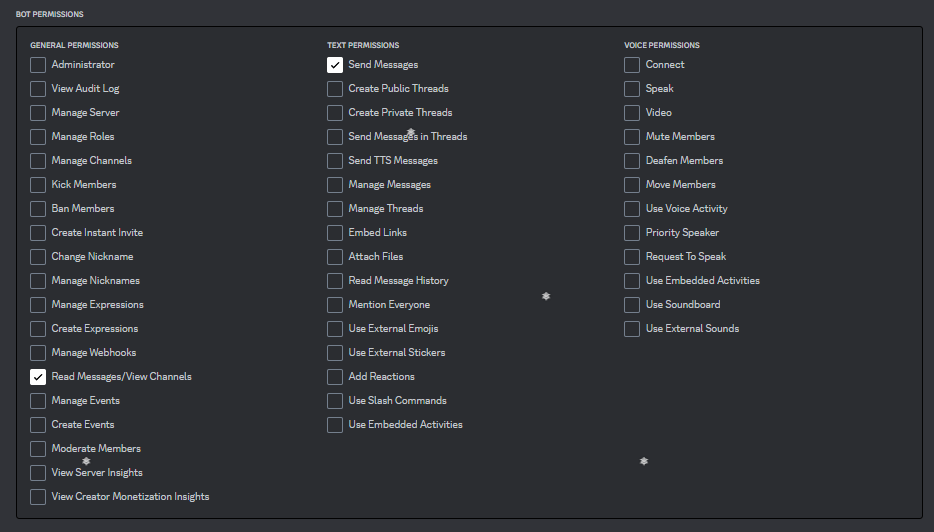 BOT PERMISSIONS
GENERAL PERMISSIONS
Administrator
View Audit Log
Manage Server
Manage Roles
Manage Channels
Kick Members
Ban Members
Create Instant Invite
Change Nickname
Manage Nicknames
Manage Expressions
Create Expressions
Manage Webhooks
Read Messages/View Channels
Manage Events
Create Events
Moderate Members
View Server Insights
View Creator Monetization Insights
TEXT PERMISSIONS
Send Messages
Create Public Threads
Create Private Threads
Send Messages in Threads
Send TTS Messages
Manage Messages
Manage Threads
Embed Links
Attach Files
Read Message History
Mention Everyone
Use External Emojis
Use External Stickers
Add Reactions
Use Slash Commands
Use Embedded Activities
VOICE PERMISSIONS
Connect
Speak
Video
Mute Members
Deafen Members
Move Members
Use Voice Activity
Priority Speaker
Request To Speak
Use Embedded Activities
Use Soundboard
Use External Sounds